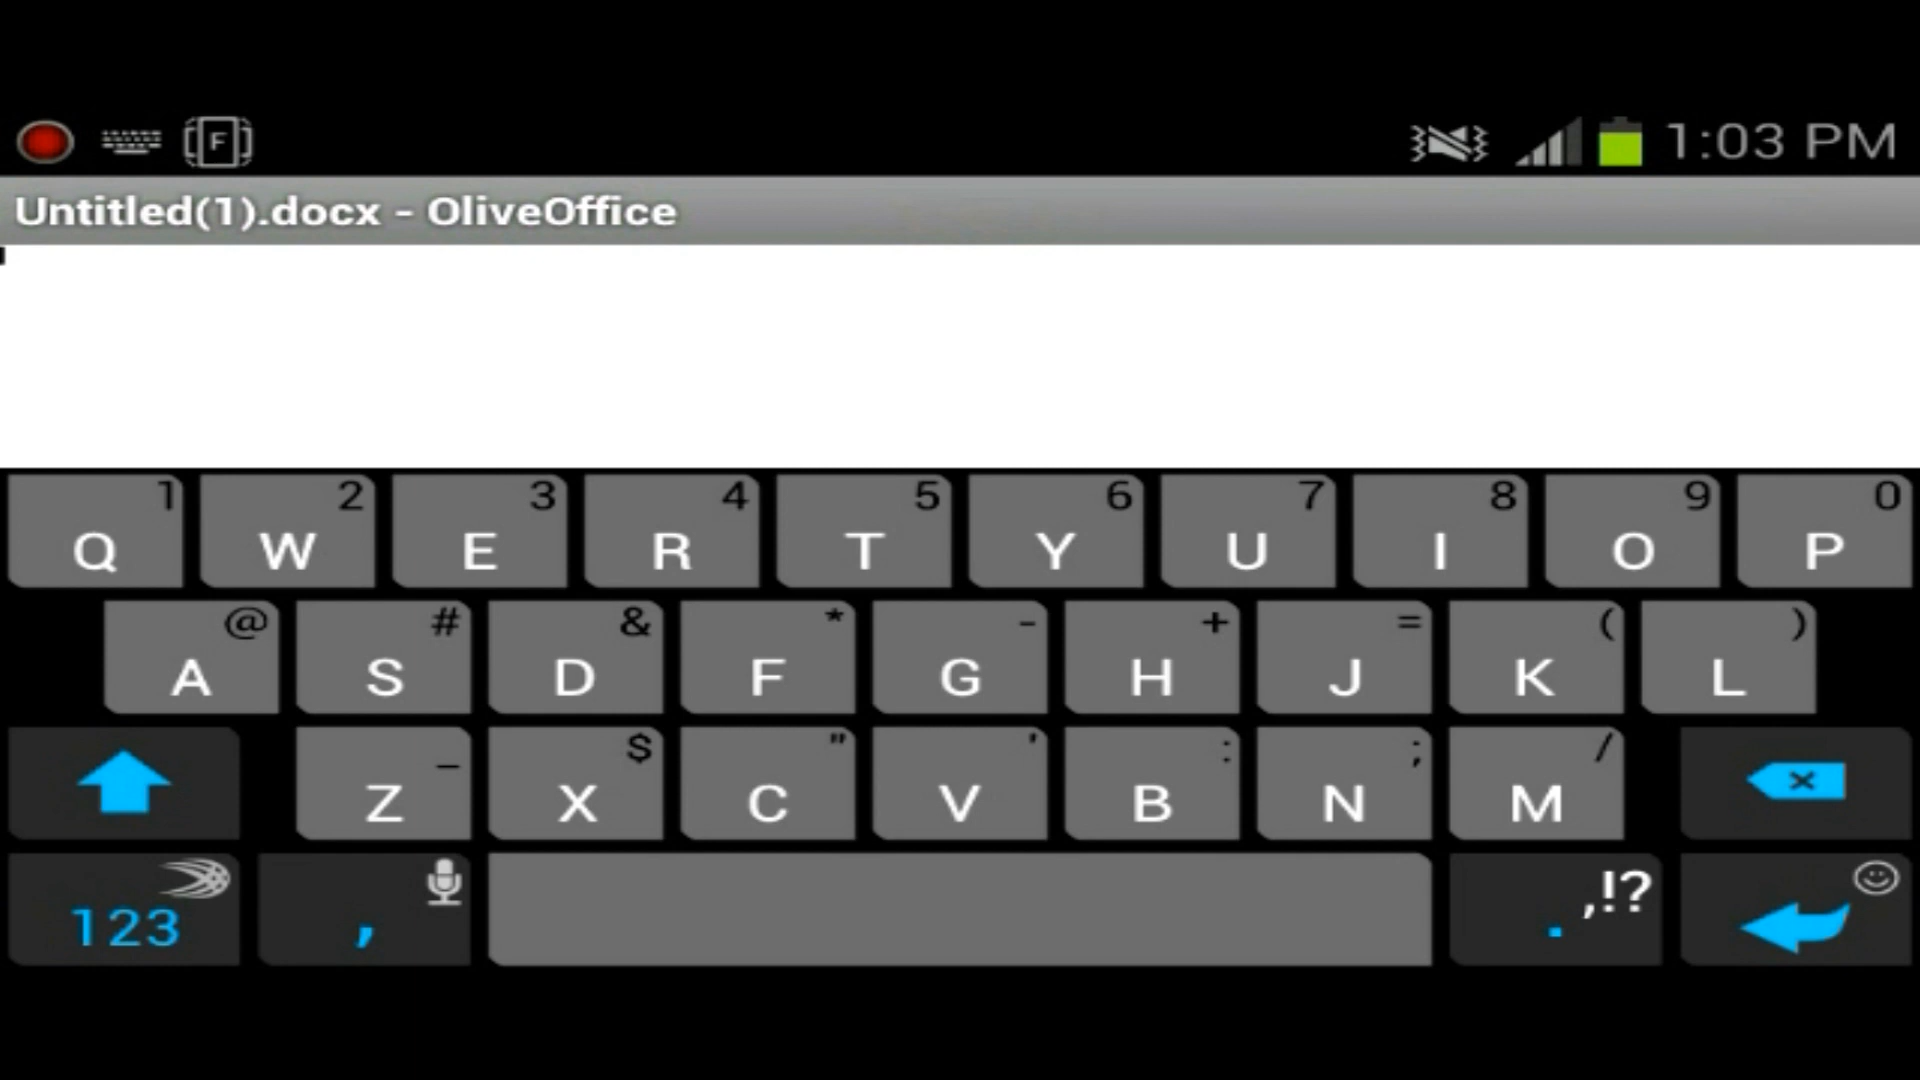 F 1:03 PM
Untitled(1).docx - OliveOffice
1 2 3 4 5 6 7 8 9 0
Q W E R T Y U I O P
@ # & * - + = ( )
A S D F G H J K L
_ $ " ' : ; /
Z X C V B N M
,!?
123 , .